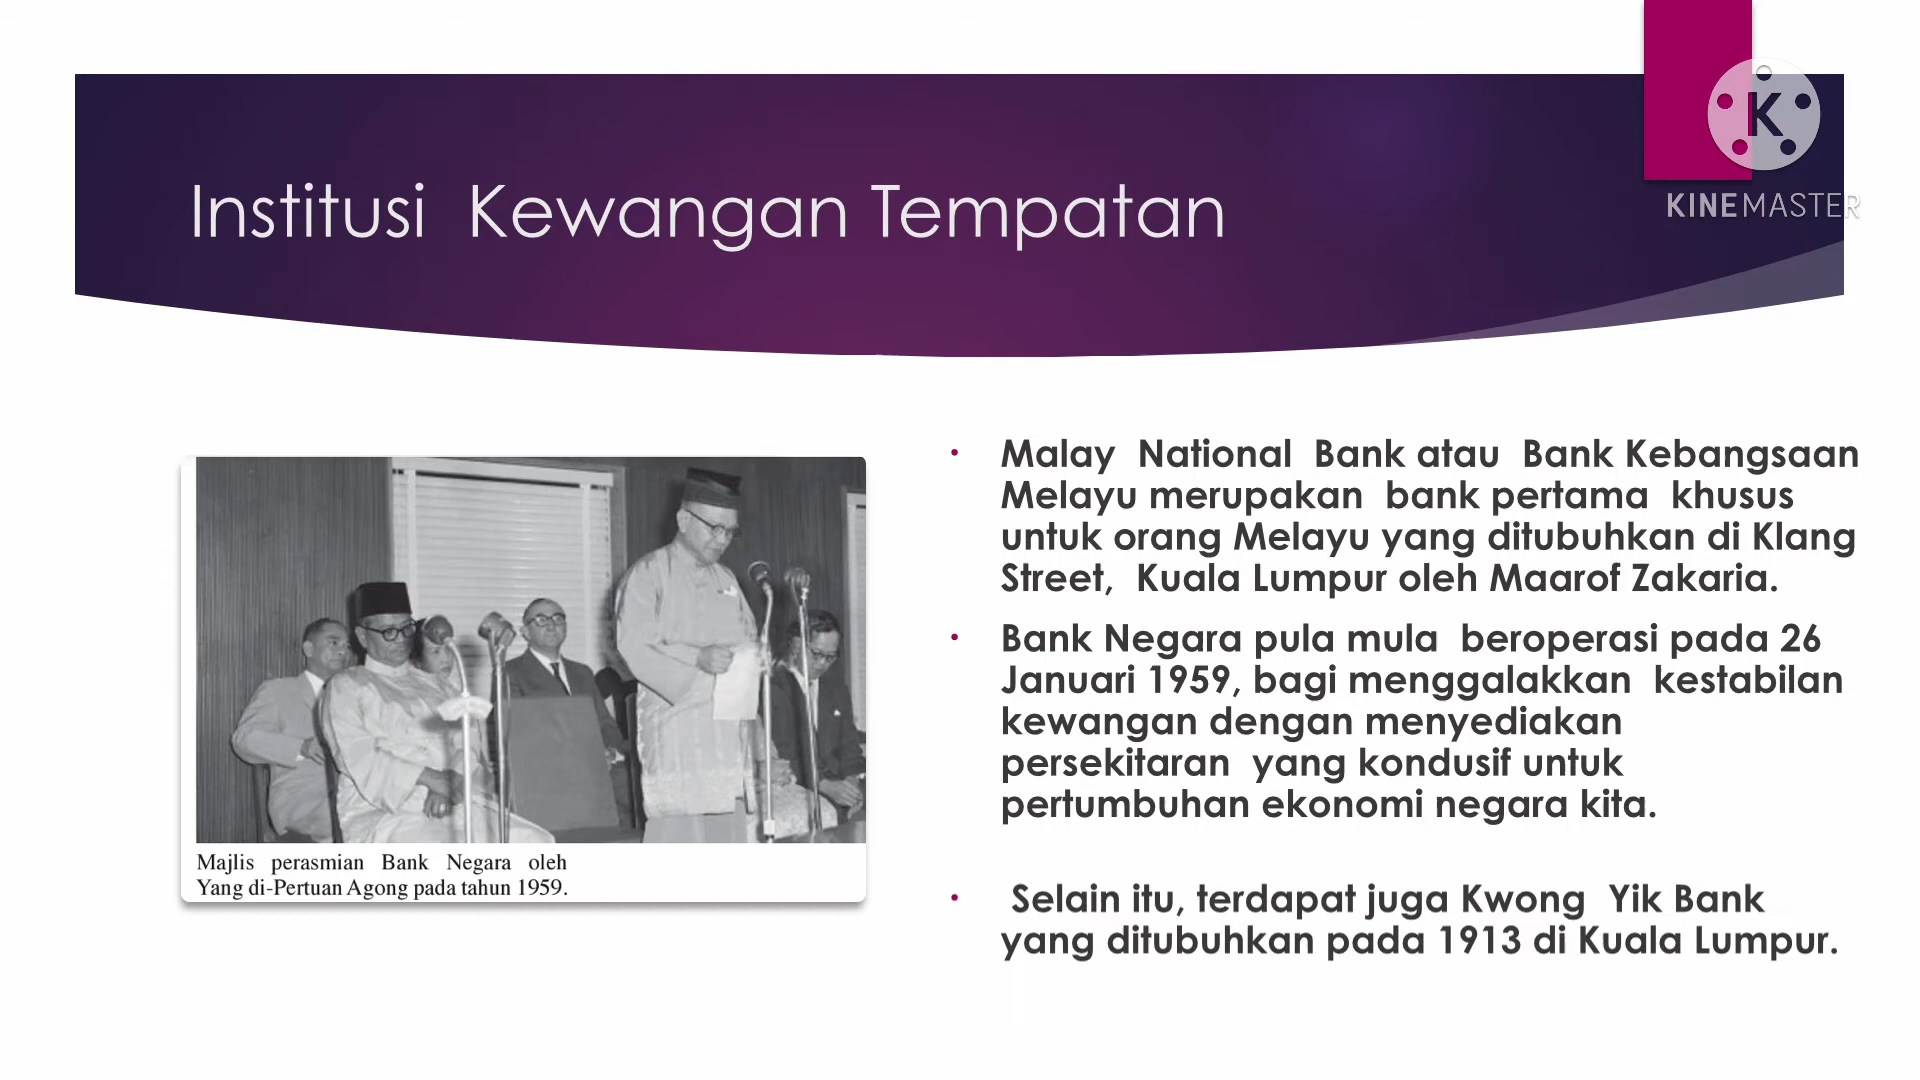 K
KINEMASTER
Institusi Kewangan Tempatan
Majlis perasmian Bank Negara oleh
Yang di-Pertuan Agong pada tahun 1959.
• Malay National Bank atau Bank Kebangsaan
Melayu merupakan bank pertama khusus
untuk orang Melayu yang ditubuhkan di Klang
Street, Kuala Lumpur oleh Maarof Zakaria.
• Bank Negara pula mula beroperasi pada 26
Januari 1959, bagi menggalakkan kestabilan
kewangan dengan menyediakan
persekitaran yang kondusif untuk
pertumbuhan ekonomi negara kita.
• Selain itu, terdapat juga Kwong Yik Bank
yang ditubuhkan pada 1913 di Kuala Lumpur.